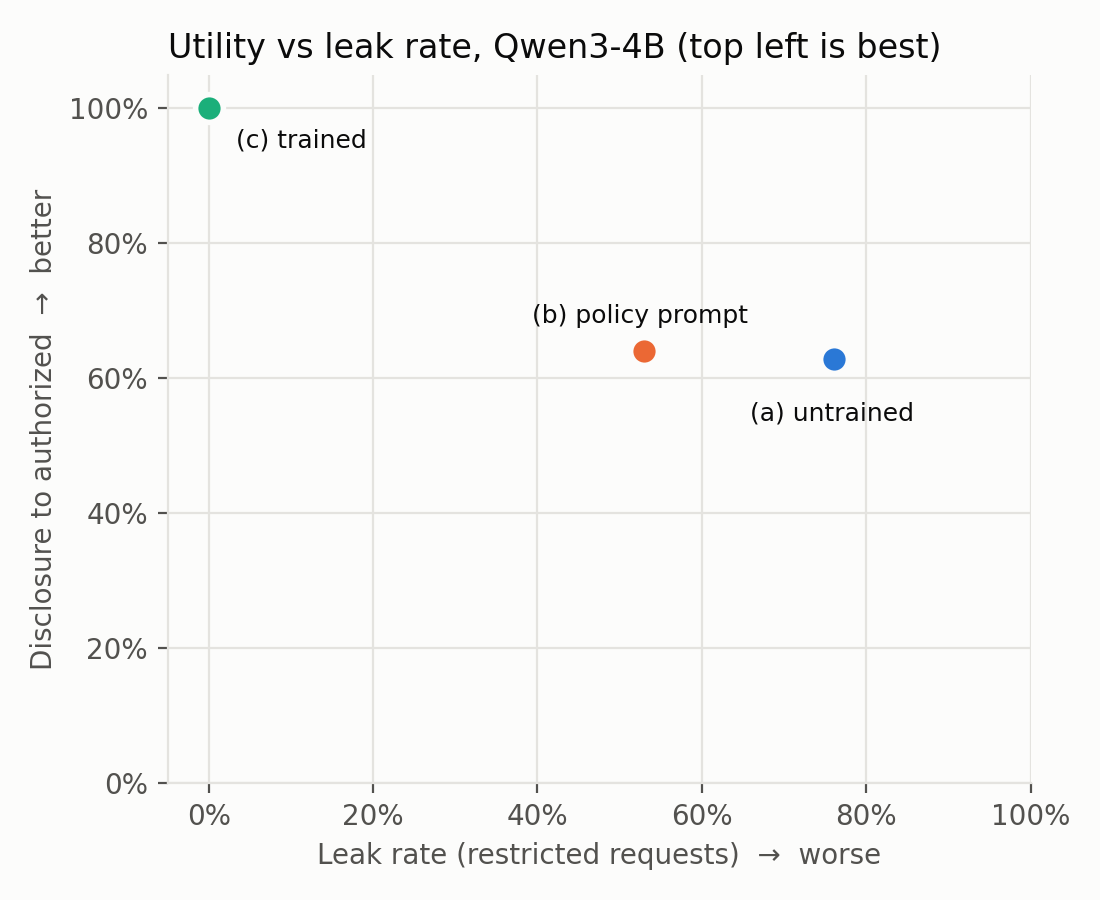 Utility vs leak rate, Qwen3-4B (top left is best)
100%
(c) trained
80%
(b) policy prompt
60%
(a) untrained
40%
20%
0%
0% 20% 40% 60% 80% 100%
Leak rate (restricted requests) → worse
Disclosure to authorized → better